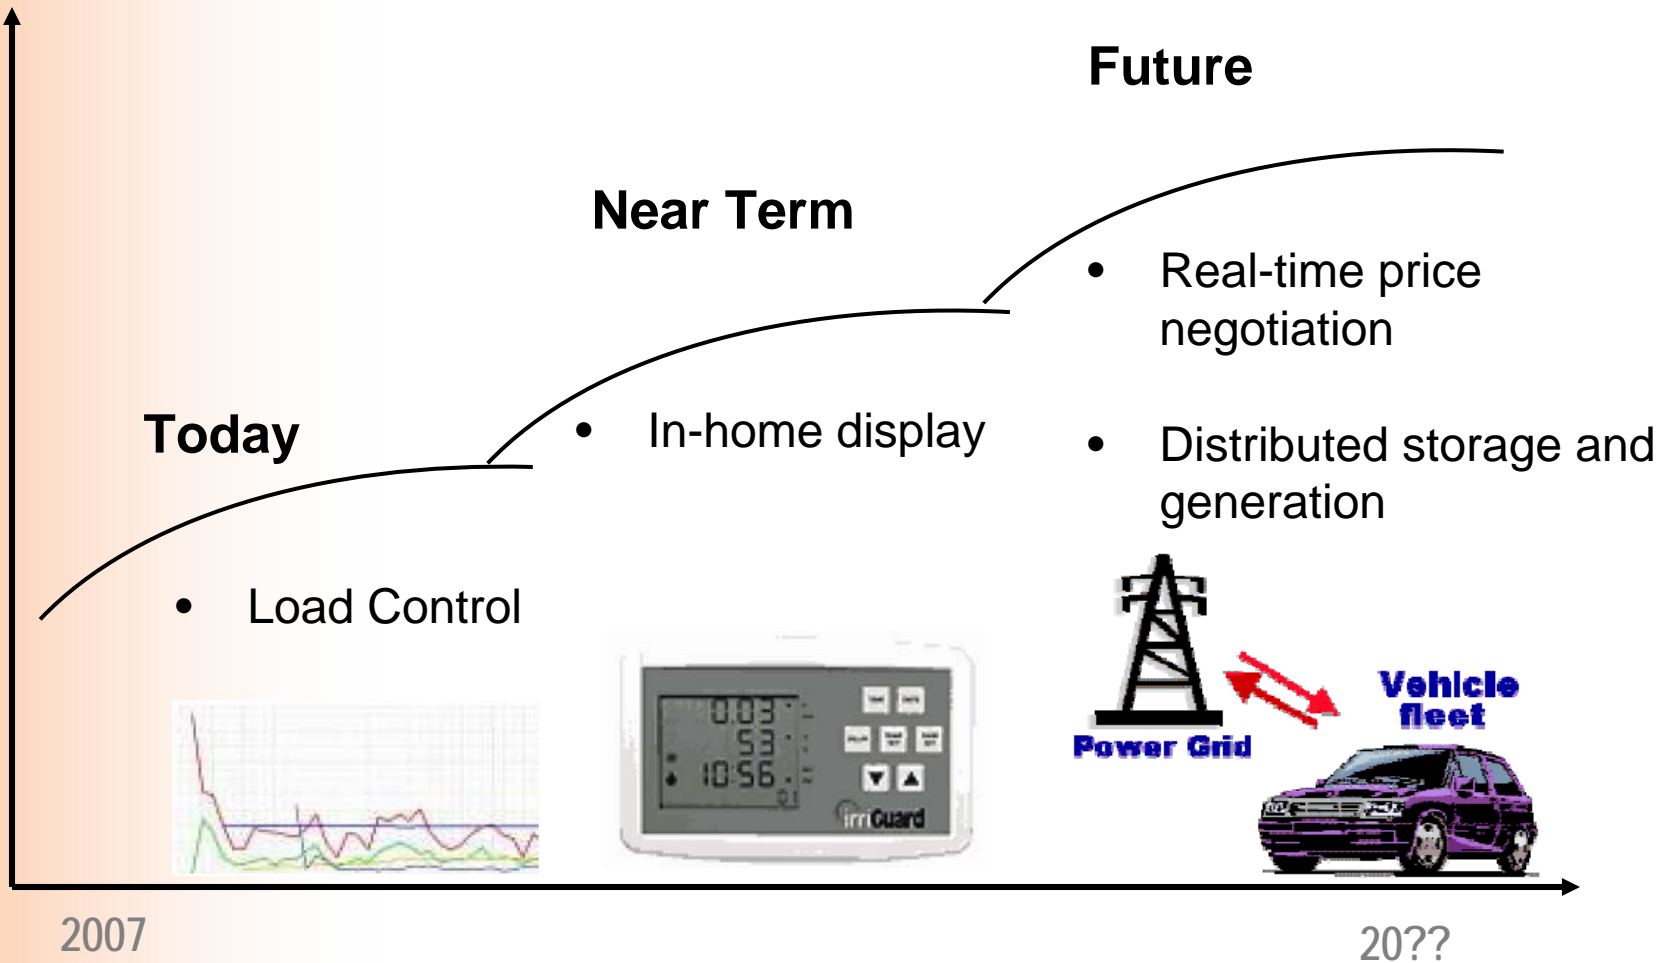 Future
Near Term
Today
• Real-time price
negotiation
• Distributed storage and
generation
• In-home display
• Load Control
0.03
53
10:56
irriGuard
Power Grid
Vehicle
fleet
2007
20??